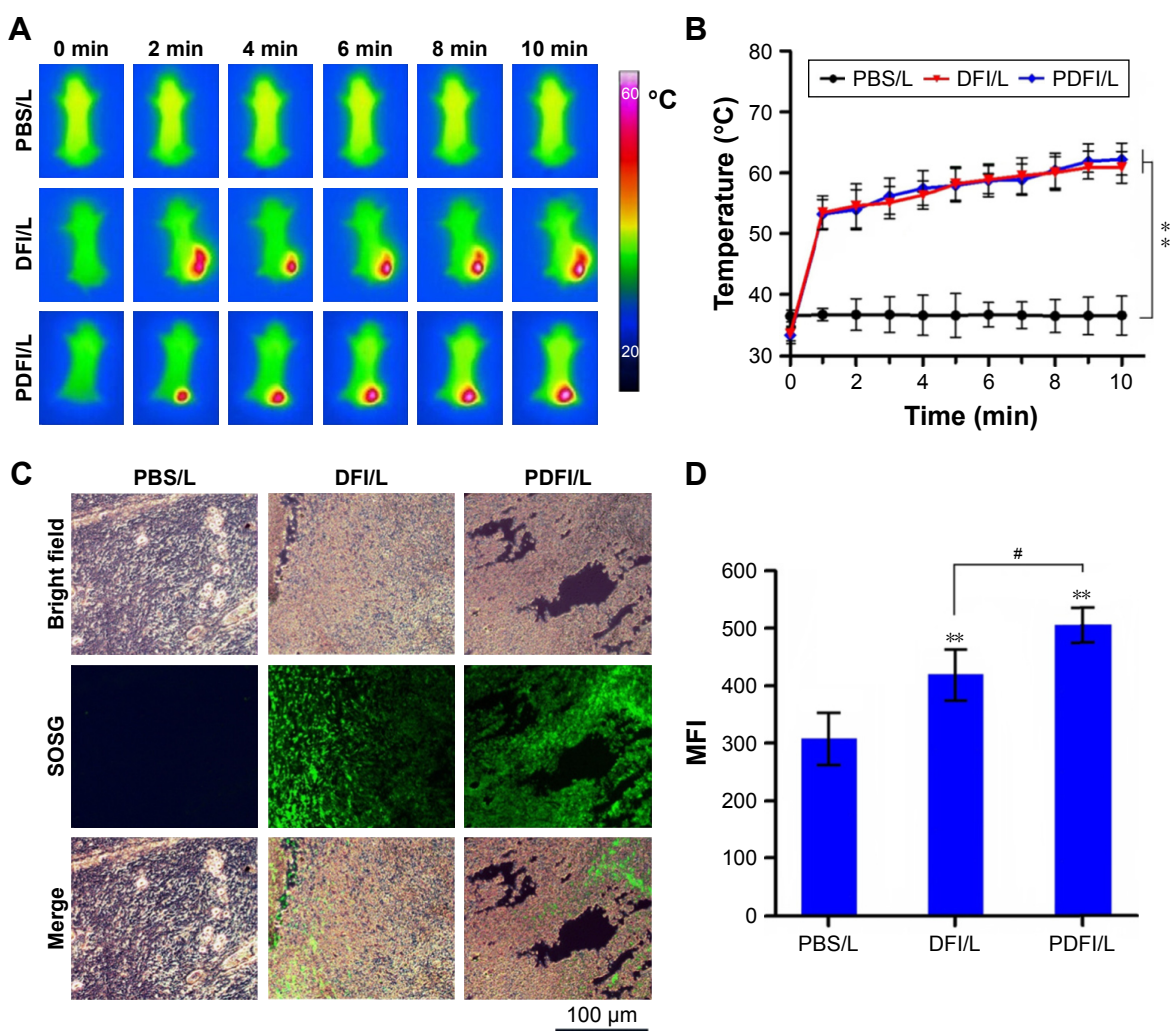 A
0 min 2 min 4 min 6 min 8 min 10 min
PBS/L
DFI/L
PDFI/L
60
°C
20
B
80
70
60
50
40
30
Temperature (°C)
PBS/L DFI/L PDFI/L
**
0 2 4 6 8 10
Time (min)
C
PBS/L DFI/L PDFI/L
Bright field
SOSG
Merge
100 µm
D
600
500
400
300
200
100
0
MFI
#
**
**
PBS/L DFI/L PDFI/L